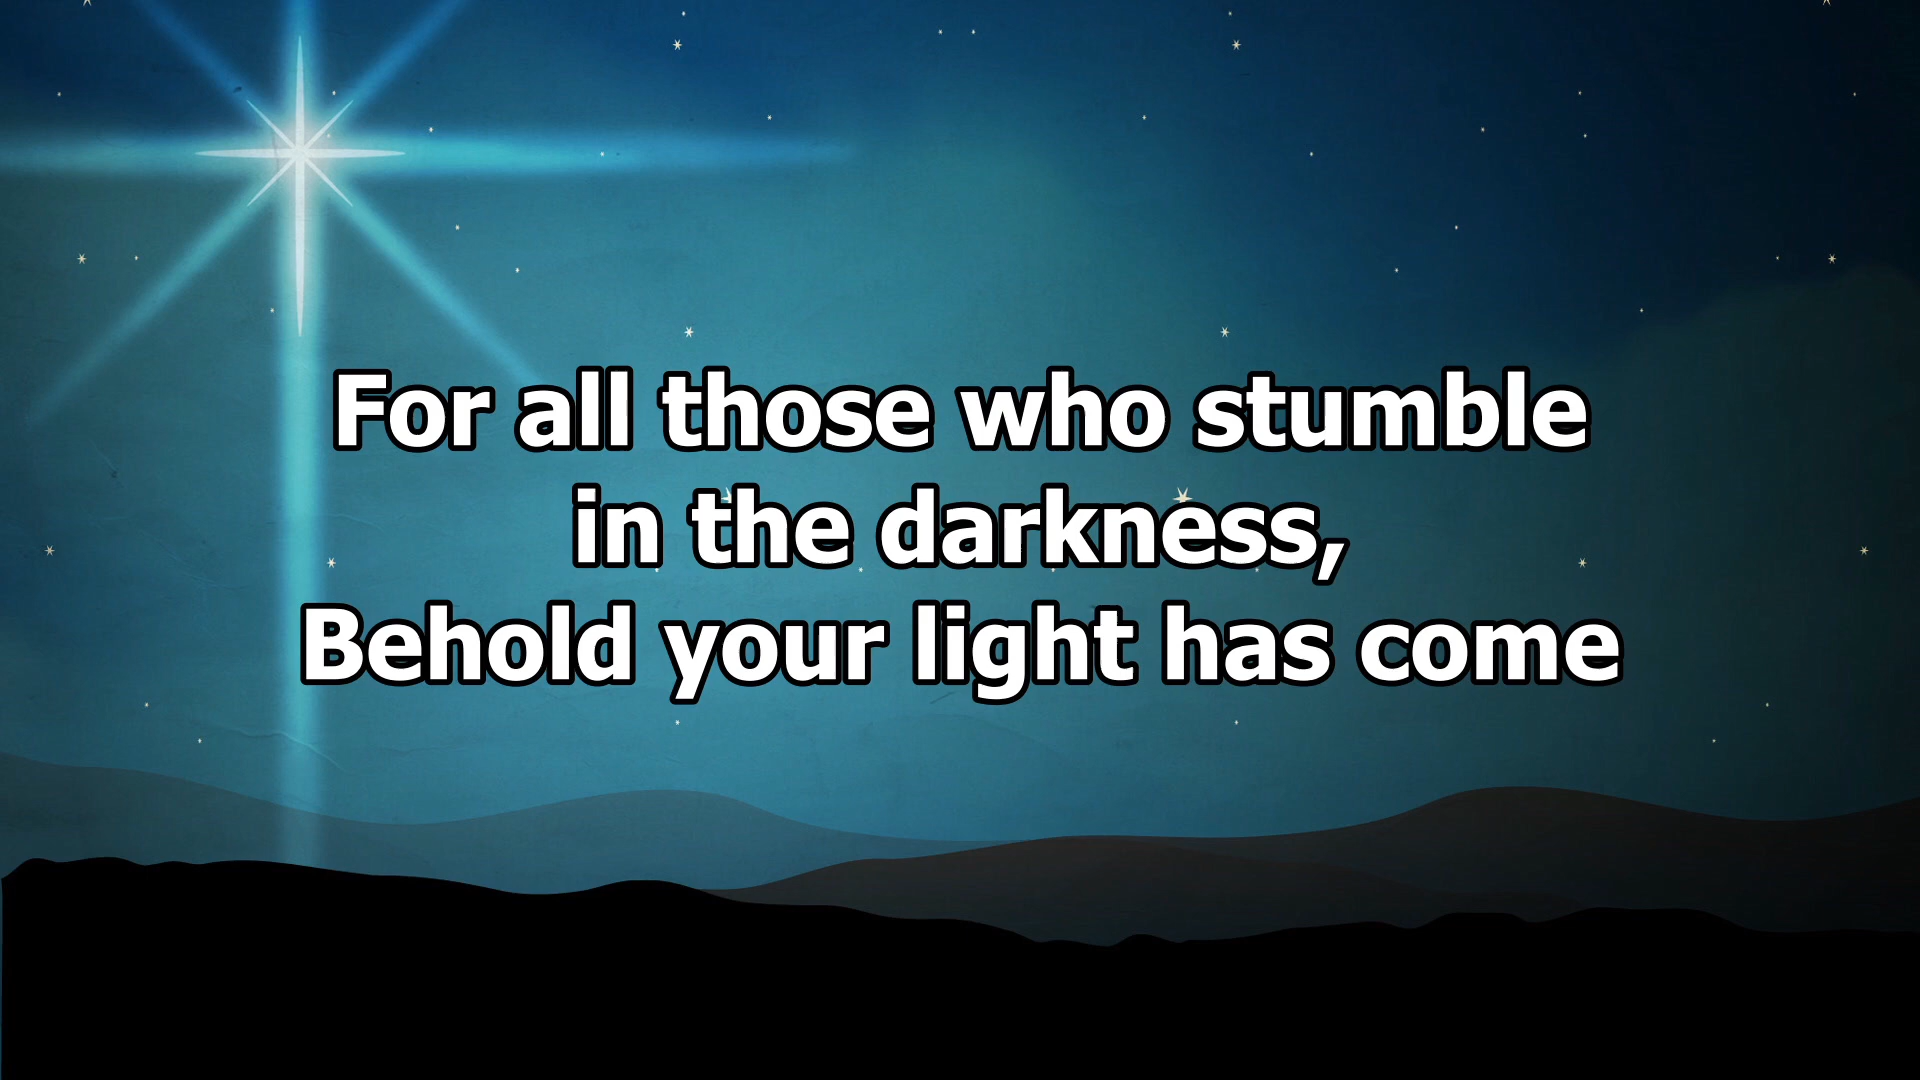 For all those who stumble
in the darkness,
Behold your light has come